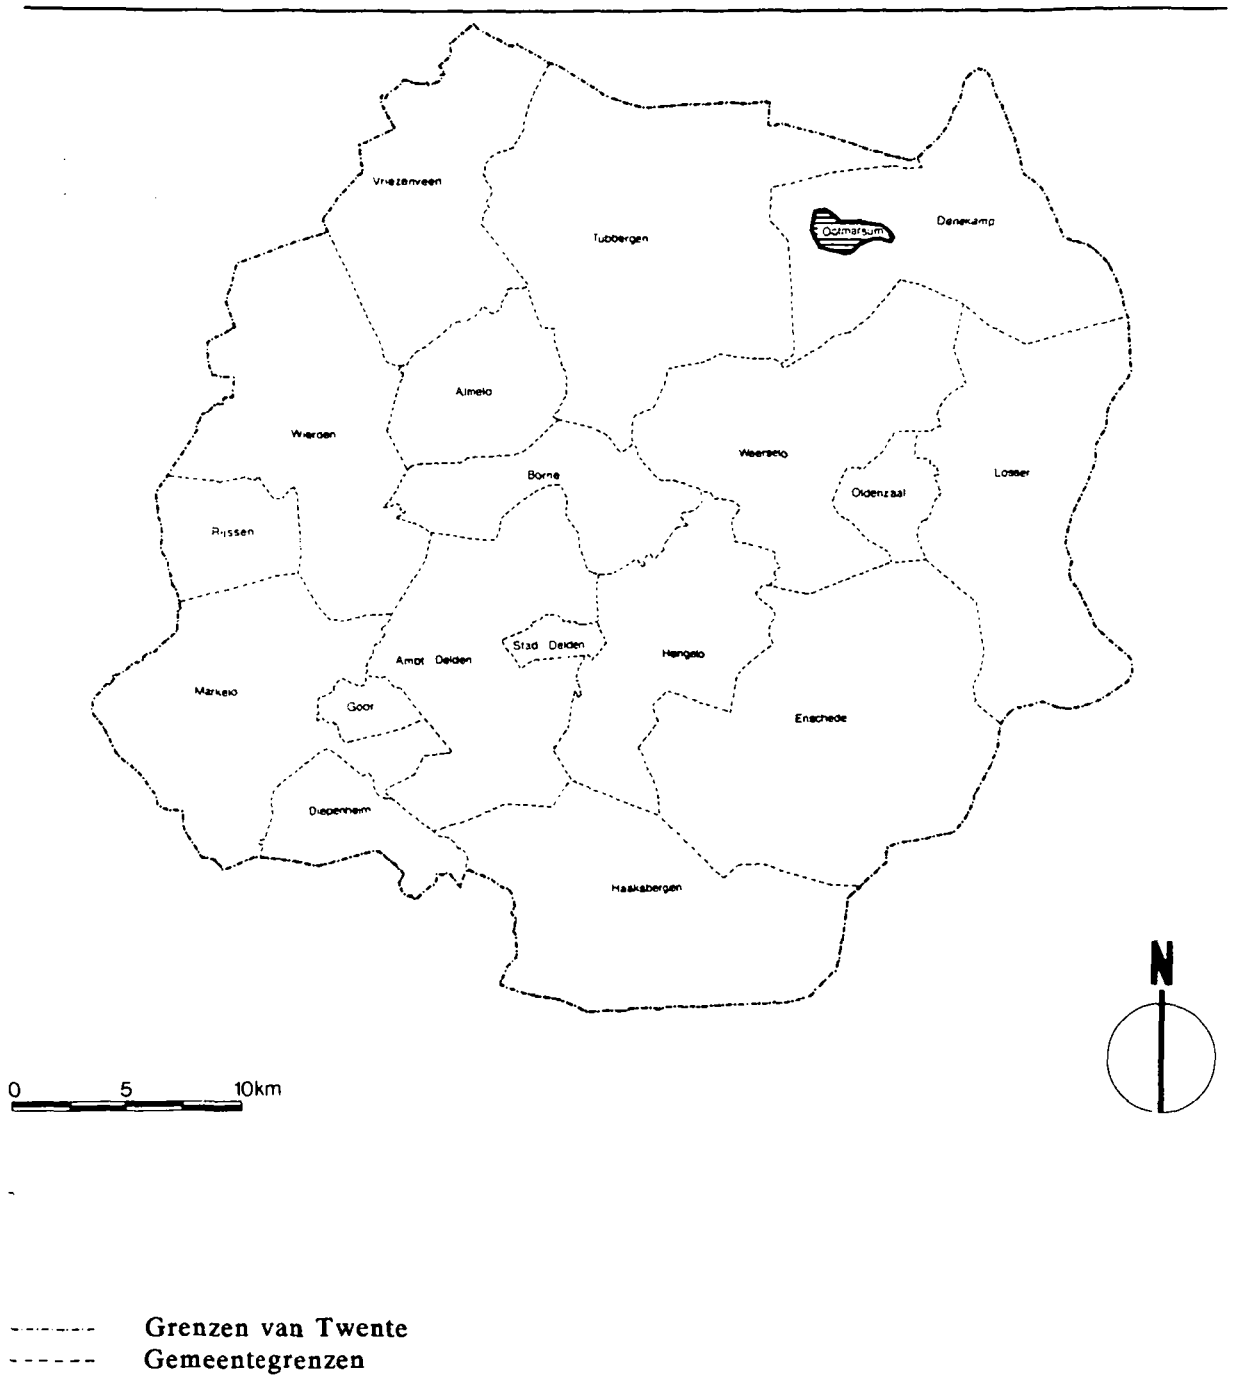 Vriezenveen
Denekamp
Ootmarsum
Tubbergen
Almelo
Wierden
Weerselo
Losser
Borne
Oldenzaal
Rijssen
Stad Delden
Hengelo
Ambt Delden
Markelo
Goor
Enschede
Diepenheim
Haaksbergen
N
0 5 10km
Grenzen van Twente
Gemeentegrenzen